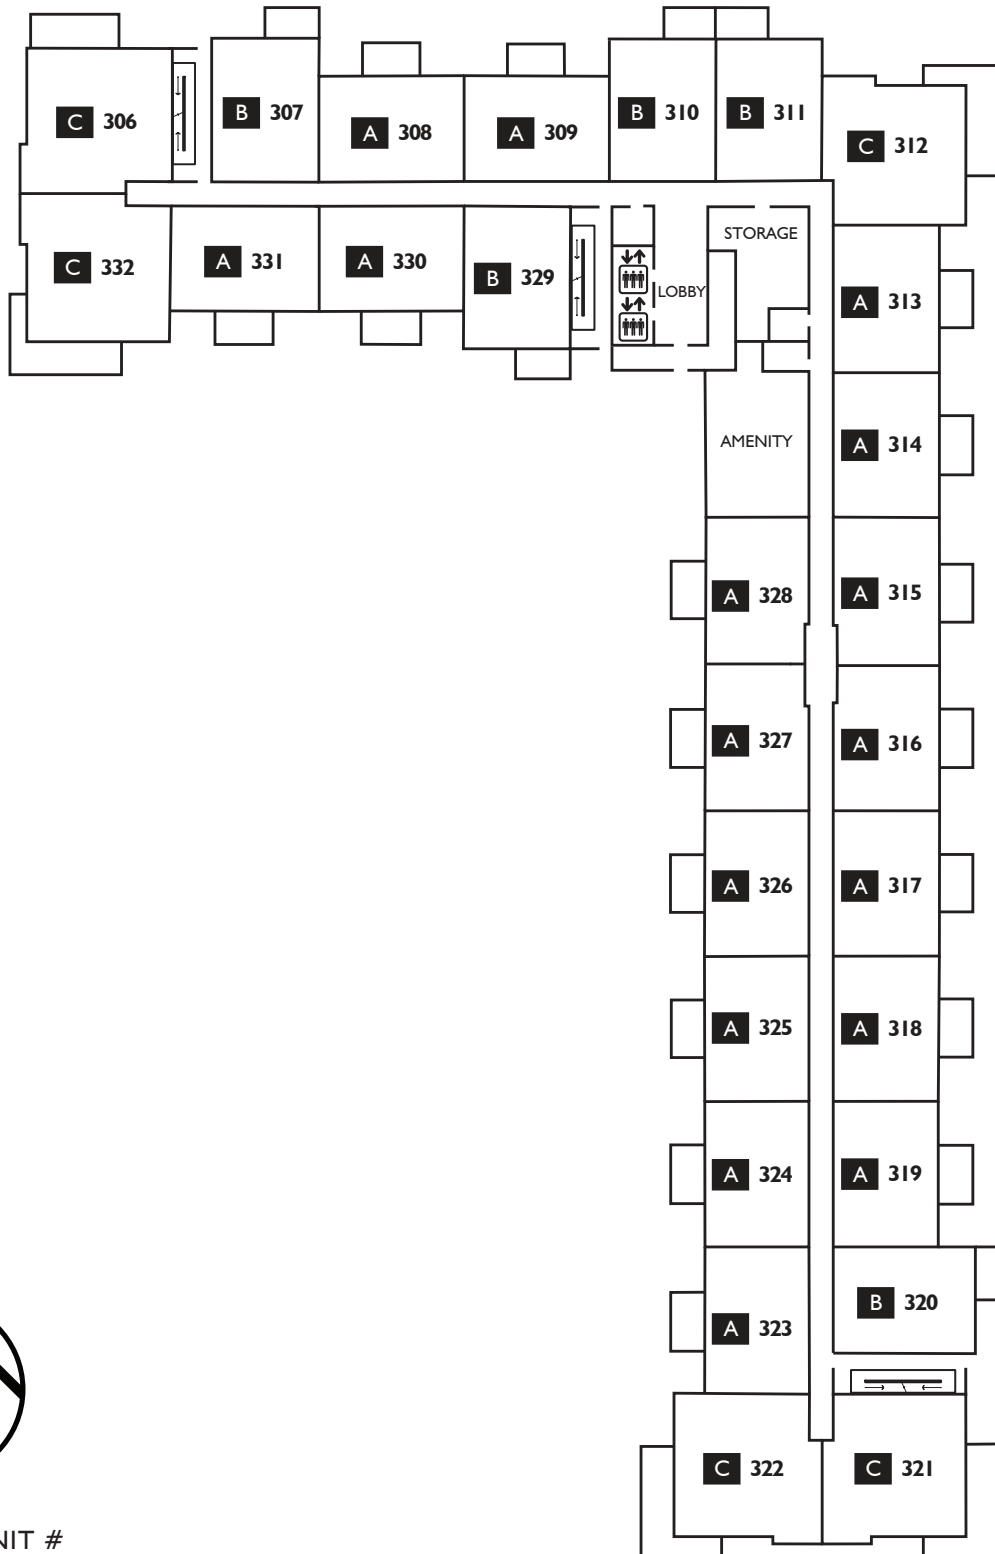 C 306
B 307
A 308
A 309
B 310
B 311
C 312
C 332
A 331
A 330
B 329
LOBBY
STORAGE
A 313
AMENITY
A 314
A 328
A 315
A 327
A 316
A 326
A 317
A 325
A 318
A 324
A 319
A 323
B 320
C 322
C 321
NIT #